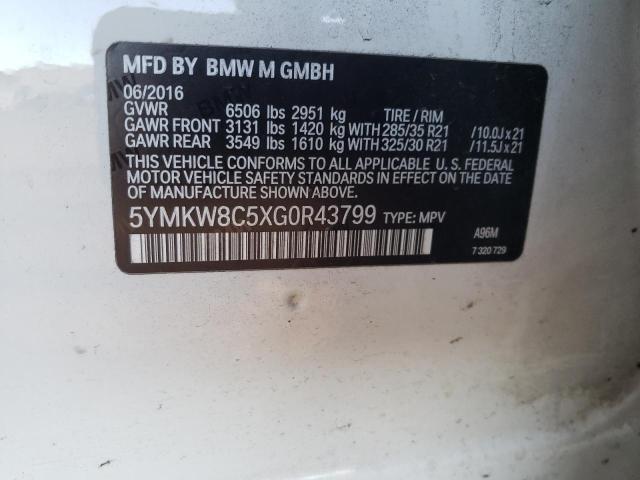 MFD BY BMW M GMBH
06/2016
GVWR 6506 lbs 2951 kg TIRE / RIM
GAWR FRONT 3131 lbs 1420 kg WITH 285/35 R21 /10.0J x 21
GAWR REAR 3549 lbs 1610 kg WITH 325/30 R21 /11.5J x 21
THIS VEHICLE CONFORMS TO ALL APPLICABLE U.S. FEDERAL
MOTOR VEHICLE SAFETY STANDARDS IN EFFECT ON THE DATE
OF MANUFACTURE SHOWN ABOVE.
5YMKW8C5XG0R43799 TYPE: MPV
A96M
7 320 729